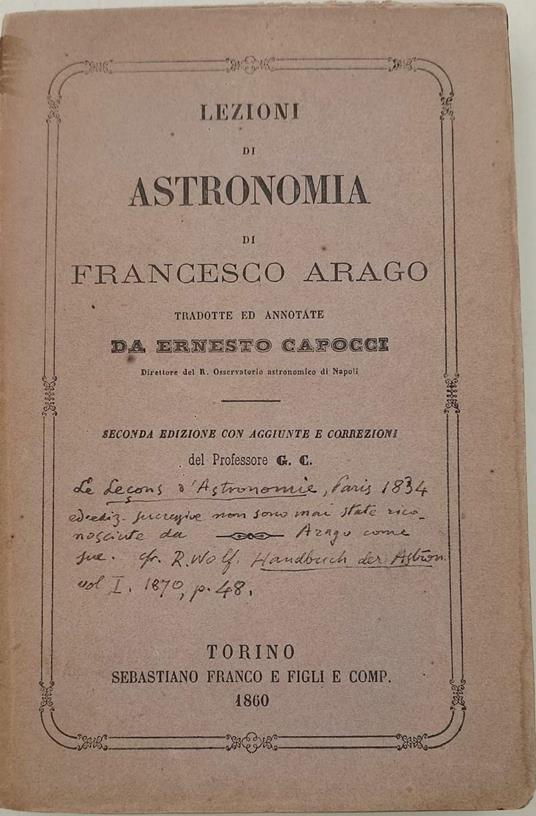 LEZIONI
DI
ASTRONOMIA
DI
FRANCESCO ARAGO
TRADOTTE ED ANNOTATE
DA ERNESTO CAPOCCI
Direttore del R. Osservatorio astronomico di Napoli
SECONDA EDIZIONE CON AGGIUNTE E CORREZIONI
del Professore G. C.
Le Leçons d'Astronomie, Paris 1834
ed ediz. successive non sono mai state rico-
nosciute da Arago come
sue. cfr. R. Wolf. Handbuch der Astron.
vol I. 1870, p. 48.
TORINO
SEBASTIANO FRANCO E FIGLI E COMP.
1860